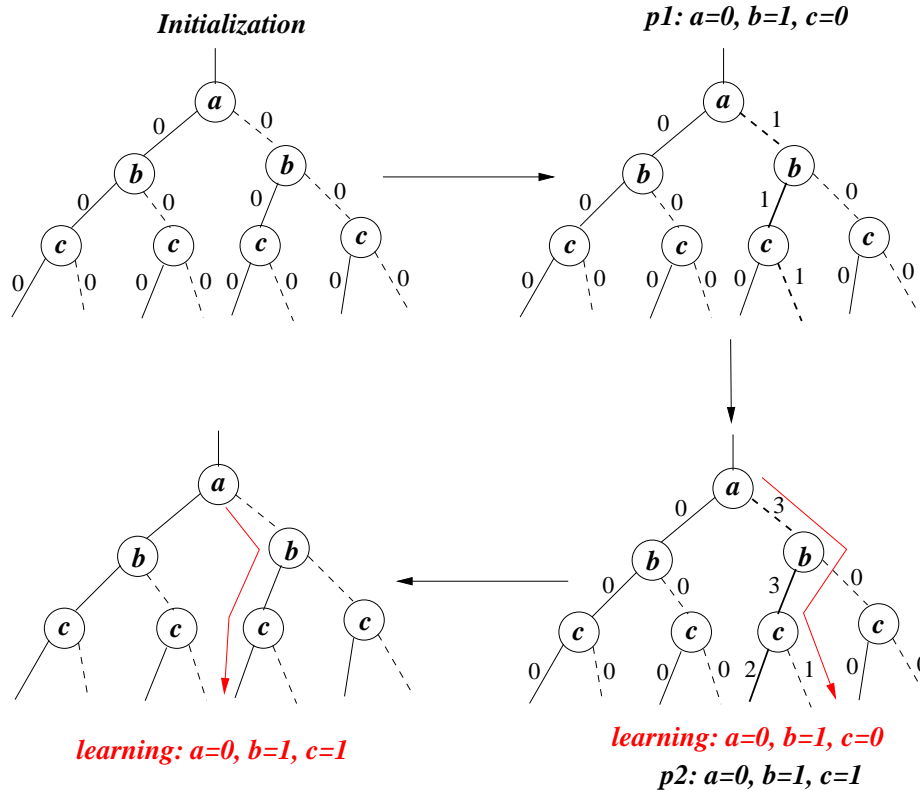 Initialization
a
0 0
b b
0 0 0 0
c c c c
0 0 0 0 0 0 0 0
p1: a=0, b=1, c=0
a
0 1
b b
0 0 1 0
c c c c
0 0 0 0 0 1 0 0
a
b b
c c c c
learning: a=0, b=1, c=1
a
0 3
b b
0 0 3 0
c c c c
0 0 0 0 2 1 0 0
learning: a=0, b=1, c=0
p2: a=0, b=1, c=1